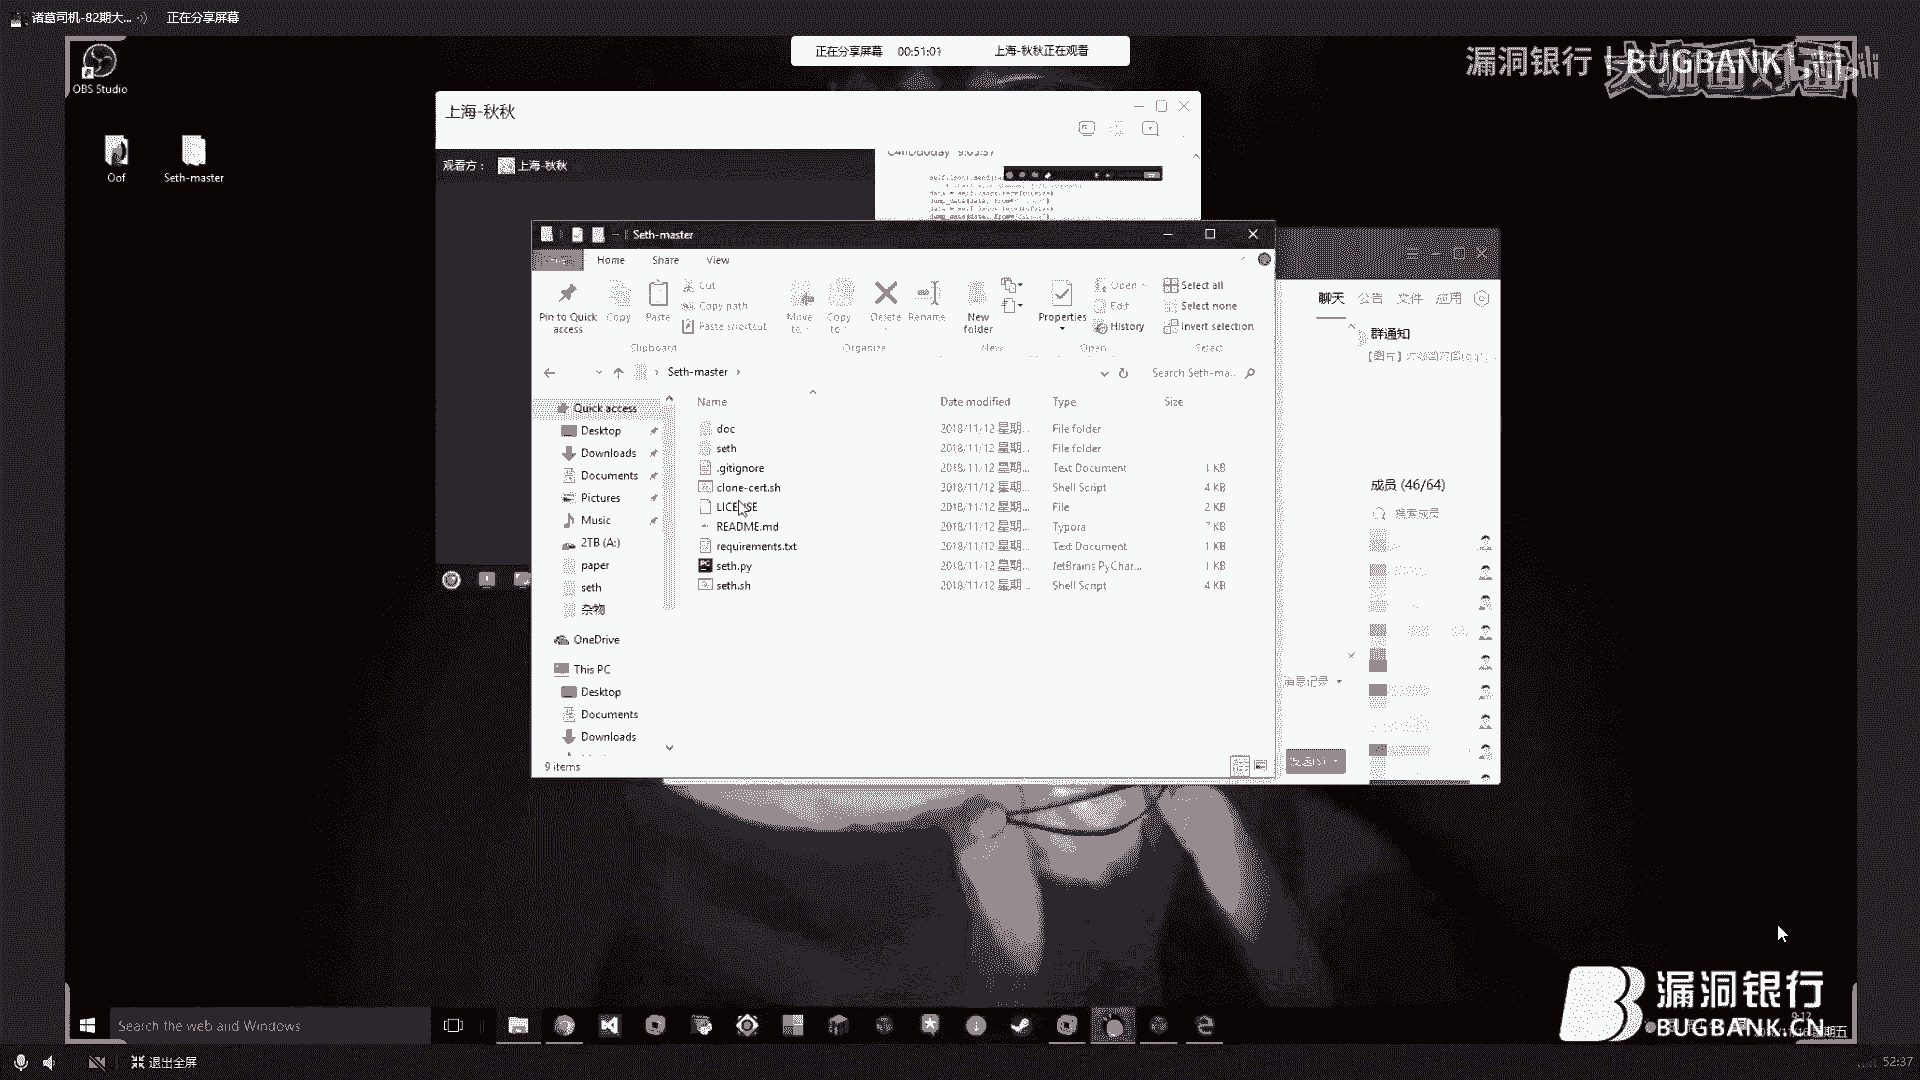 诸葛司机-82期大...
正在分享屏幕
正在分享屏幕 00:51:01 上海-秋秋正在观看
漏洞银行 | BUGBANK
OBS Studio
Oof
Seth-master
上海-秋秋
观看方：
上海-秋秋
Seth-master
Home
Share
View
Pin to Quick access
Copy
Paste
Cut
Copy path
Paste shortcut
Clipboard
Move to
Copy to
Delete
Rename
Organize
New folder
New
Properties
Open
Edit
History
Open
Select all
Select none
Invert selection
Select
Seth-master
Search Seth-ma...
Name Date modified Type Size
doc 2018/11/12 星期... File folder
seth 2018/11/12 星期... File folder
.gitignore 2018/11/12 星期... Text Document 1 KB
clone-cert.sh 2018/11/12 星期... Shell Script 4 KB
LICENSE 2018/11/12 星期... File 2 KB
README.md 2018/11/12 星期... Typora 7 KB
requirements.txt 2018/11/12 星期... Text Document 1 KB
seth.py 2018/11/12 星期... JetBrains PyChar... 1 KB
seth.sh 2018/11/12 星期... Shell Script 4 KB
Quick access
Desktop
Downloads
Documents
Pictures
Music
2TB (A:)
paper
seth
杂物
OneDrive
This PC
Desktop
Documents
Downloads
9 items
聊天 公告 文件 应用
群通知
成员 (46/64)
搜索成员
消息记录
Search the web and Windows
漏洞银行
BUGBANK.CN
退出全屏
52:37